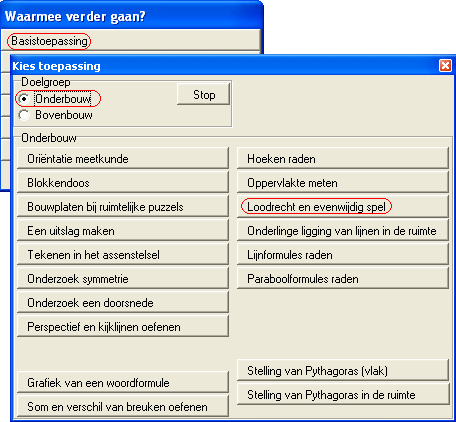 Waarmee verder gaan?
Basistoepassing
Kies toepassing
Doelgroep
Onderbouw
Stop
Bovenbouw
Onderbouw
Oriëntatie meetkunde
Hoeken raden
Blokkendoos
Oppervlakte meten
Bouwplaten bij ruimtelijke puzzels
Loodrecht en evenwijdig spel
Een uitslag maken
Onderlinge ligging van lijnen in de ruimte
Tekenen in het assenstelsel
Lijnformules raden
Onderzoek symmetrie
Paraboolformules raden
Onderzoek een doorsnede
Perspectief en kijklijnen oefenen
Stelling van Pythagoras (vlak)
Grafiek van een woordformule
Stelling van Pythagoras in de ruimte
Som en verschil van breuken oefenen